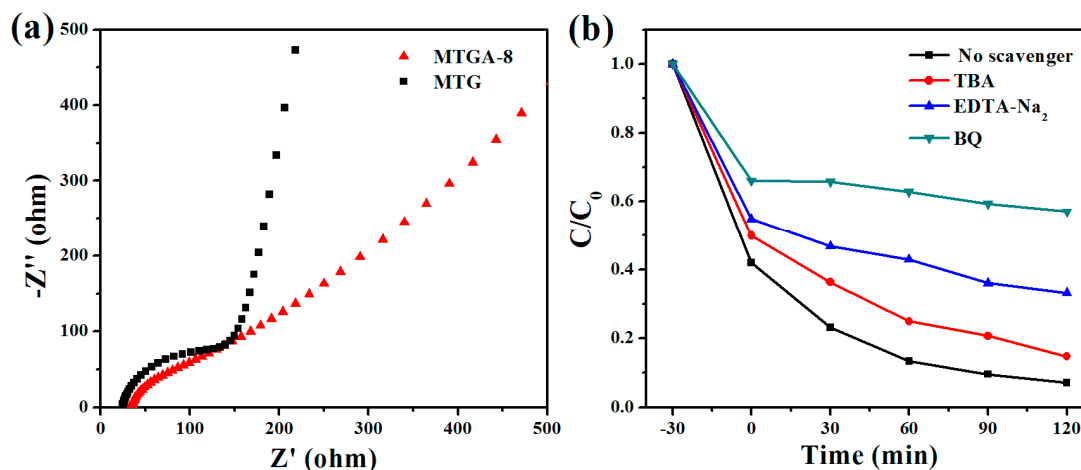 (a)
500
400
300
200
100
0
-Z'' (ohm)
0 100 200 300 400 500
Z' (ohm)
MTGA-8
MTG
(b)
1.0
0.8
0.6
0.4
0.2
0.0
C/C₀
-30 0 30 60 90 120
Time (min)
No scavenger
TBA
EDTA-Na₂
BQ